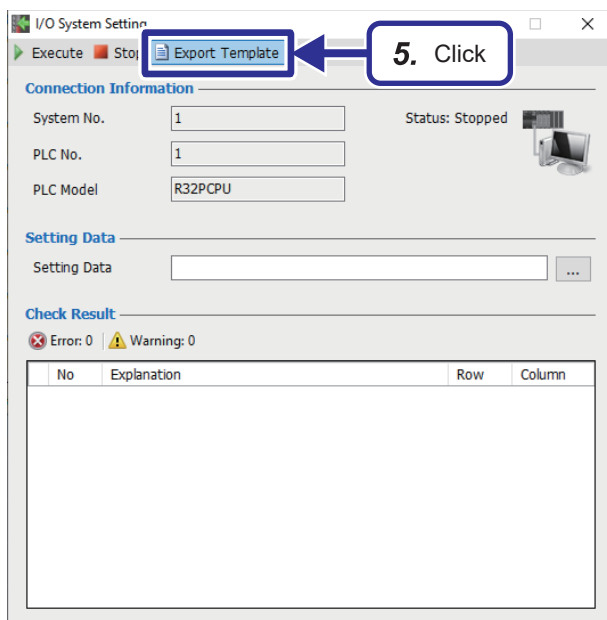 I/O System Setting
Execute Stop Export Template
5. Click
Connection Information
System No. 1 Status: Stopped
PLC No. 1
PLC Model R32PCPU
Setting Data
Setting Data ...
Check Result
Error: 0 Warning: 0
No Explanation Row Column